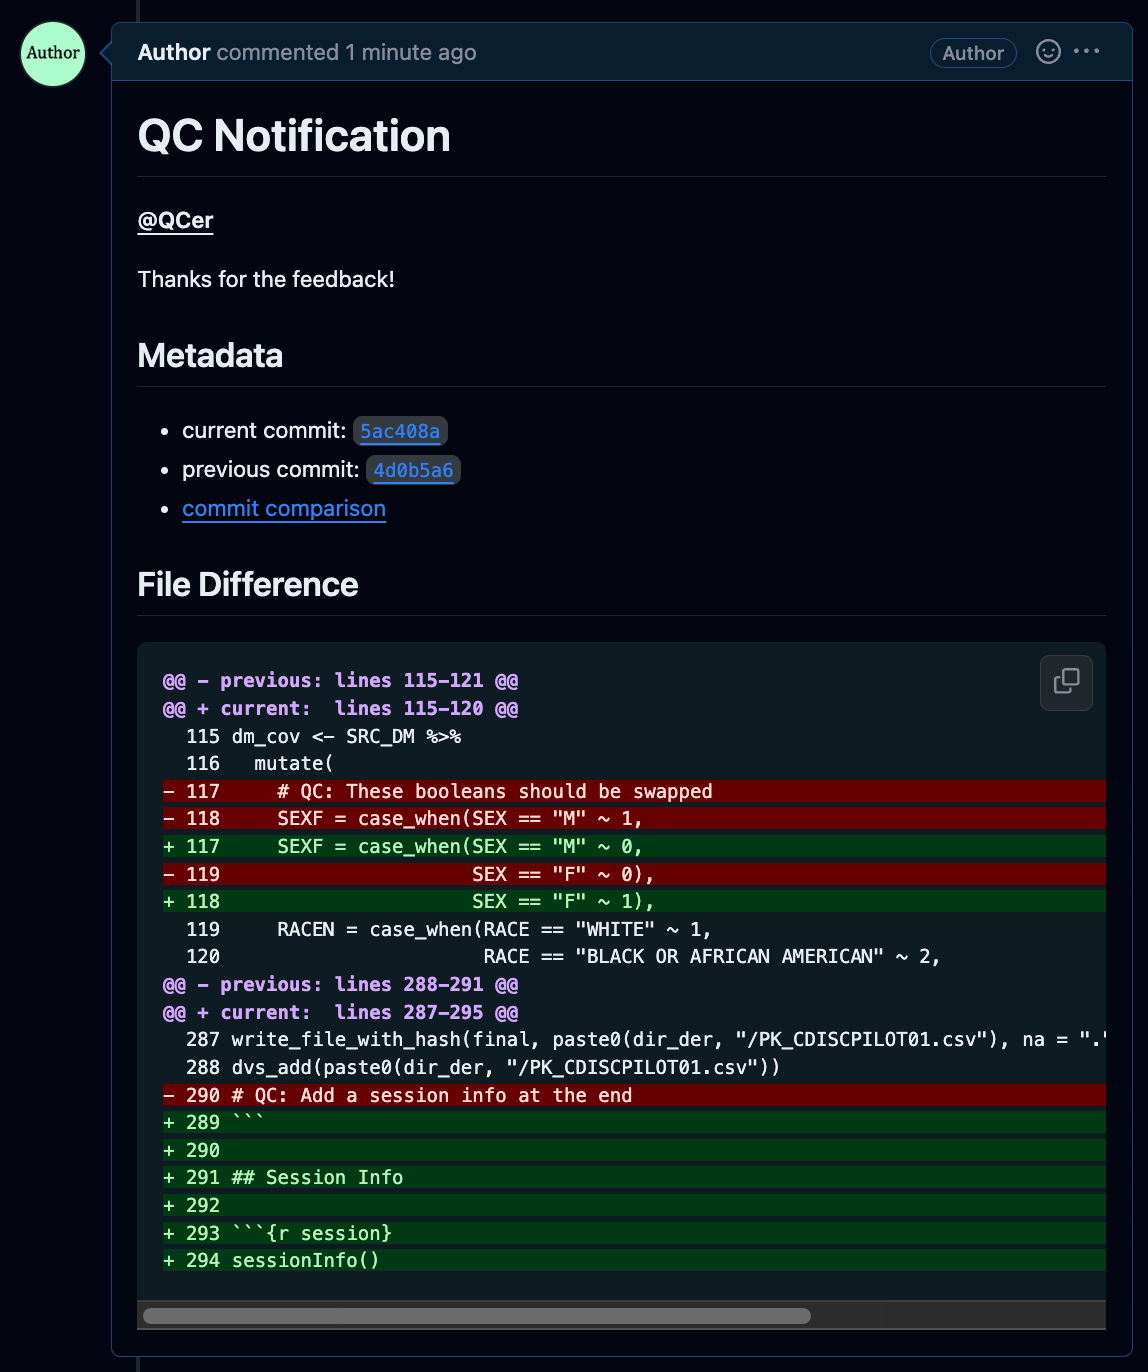 Author
Author commented 1 minute ago
Author
QC Notification
@QCer
Thanks for the feedback!
Metadata
• current commit: 5ac408a
• previous commit: 4d0b5a6
• commit comparison
File Difference
@@ - previous: lines 115-121 @@
@@ + current:  lines 115-120 @@
  115 dm_cov <- SRC_DM %>%
  116   mutate(
- 117     # QC: These booleans should be swapped
- 118     SEXF = case_when(SEX == "M" ~ 1,
+ 117     SEXF = case_when(SEX == "M" ~ 0,
- 119                      SEX == "F" ~ 0),
+ 118                      SEX == "F" ~ 1),
  119     RACEN = case_when(RACE == "WHITE" ~ 1,
  120                       RACE == "BLACK OR AFRICAN AMERICAN" ~ 2,
@@ - previous: lines 288-291 @@
@@ + current:  lines 287-295 @@
  287 write_file_with_hash(final, paste0(dir_der, "/PK_CDISCPILOT01.csv"), na = "."
  288 dvs_add(paste0(dir_der, "/PK_CDISCPILOT01.csv"))
- 290 # QC: Add a session info at the end
+ 289 ```
+ 290
+ 291 ## Session Info
+ 292
+ 293 ```{r session}
+ 294 sessionInfo()